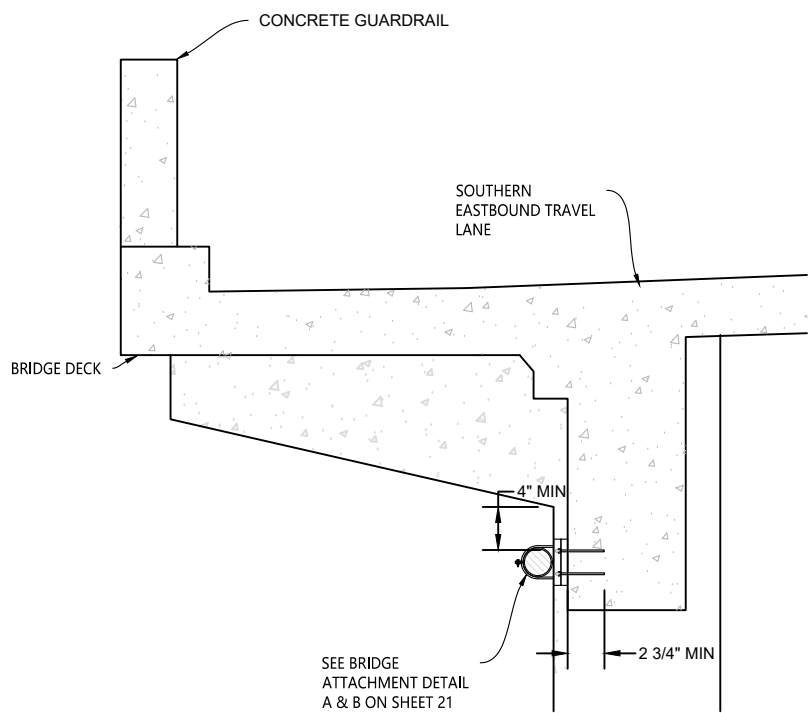 CONCRETE GUARDRAIL
SOUTHERN
EASTBOUND TRAVEL
LANE
BRIDGE DECK
4" MIN
2 3/4" MIN
SEE BRIDGE
ATTACHMENT DETAIL
A & B ON SHEET 21